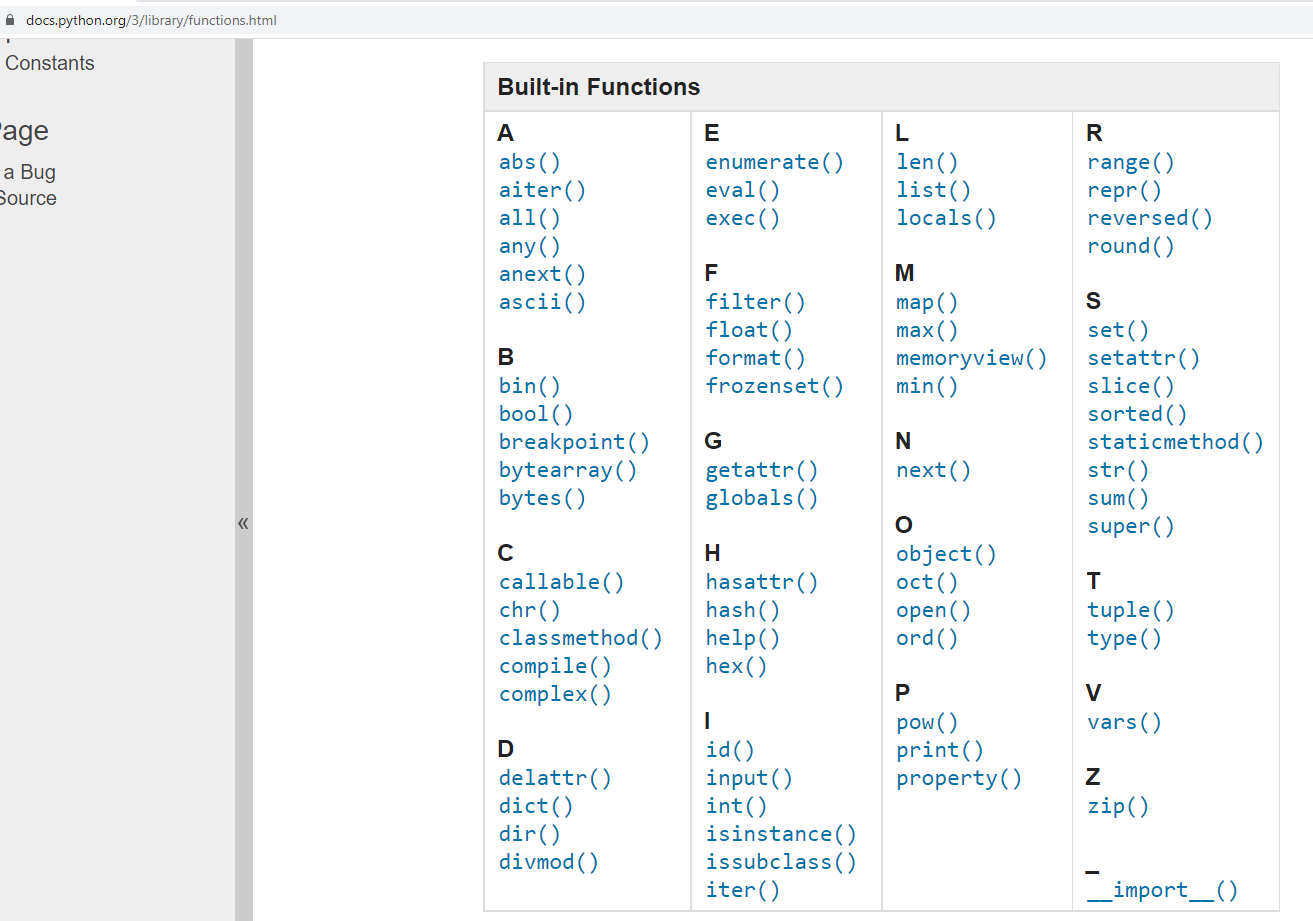 docs.python.org/3/library/functions.html
Constants
a Bug
Built-in Functions
A
abs()
aiter()
all()
any()
anext()
ascii()
B
bin()
bool()
breakpoint()
bytearray()
bytes()
C
callable()
chr()
classmethod()
compile()
complex()
D
delattr()
dict()
dir()
divmod()
E
enumerate()
eval()
exec()
F
filter()
float()
format()
frozenset()
G
getattr()
globals()
H
hasattr()
hash()
help()
hex()
I
id()
input()
int()
isinstance()
issubclass()
iter()
L
len()
list()
locals()
M
map()
max()
memoryview()
min()
N
next()
O
object()
oct()
open()
ord()
P
pow()
print()
property()
R
range()
repr()
reversed()
round()
S
set()
setattr()
slice()
sorted()
staticmethod()
str()
sum()
super()
T
tuple()
type()
V
vars()
Z
zip()
_
__import__()
«